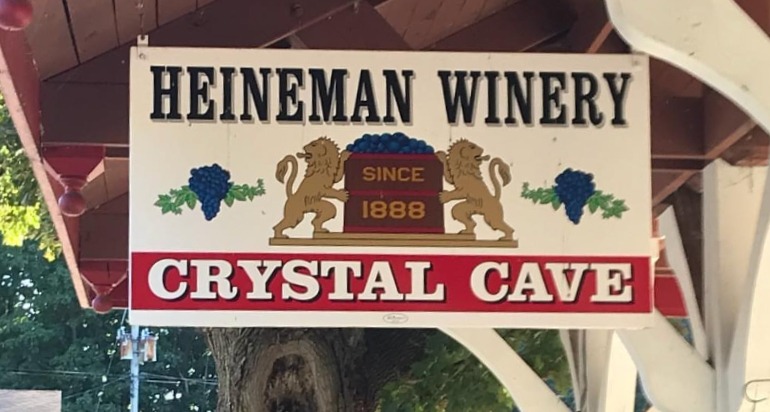 HEINEMAN WINERY
SINCE
1888
CRYSTAL CAVE